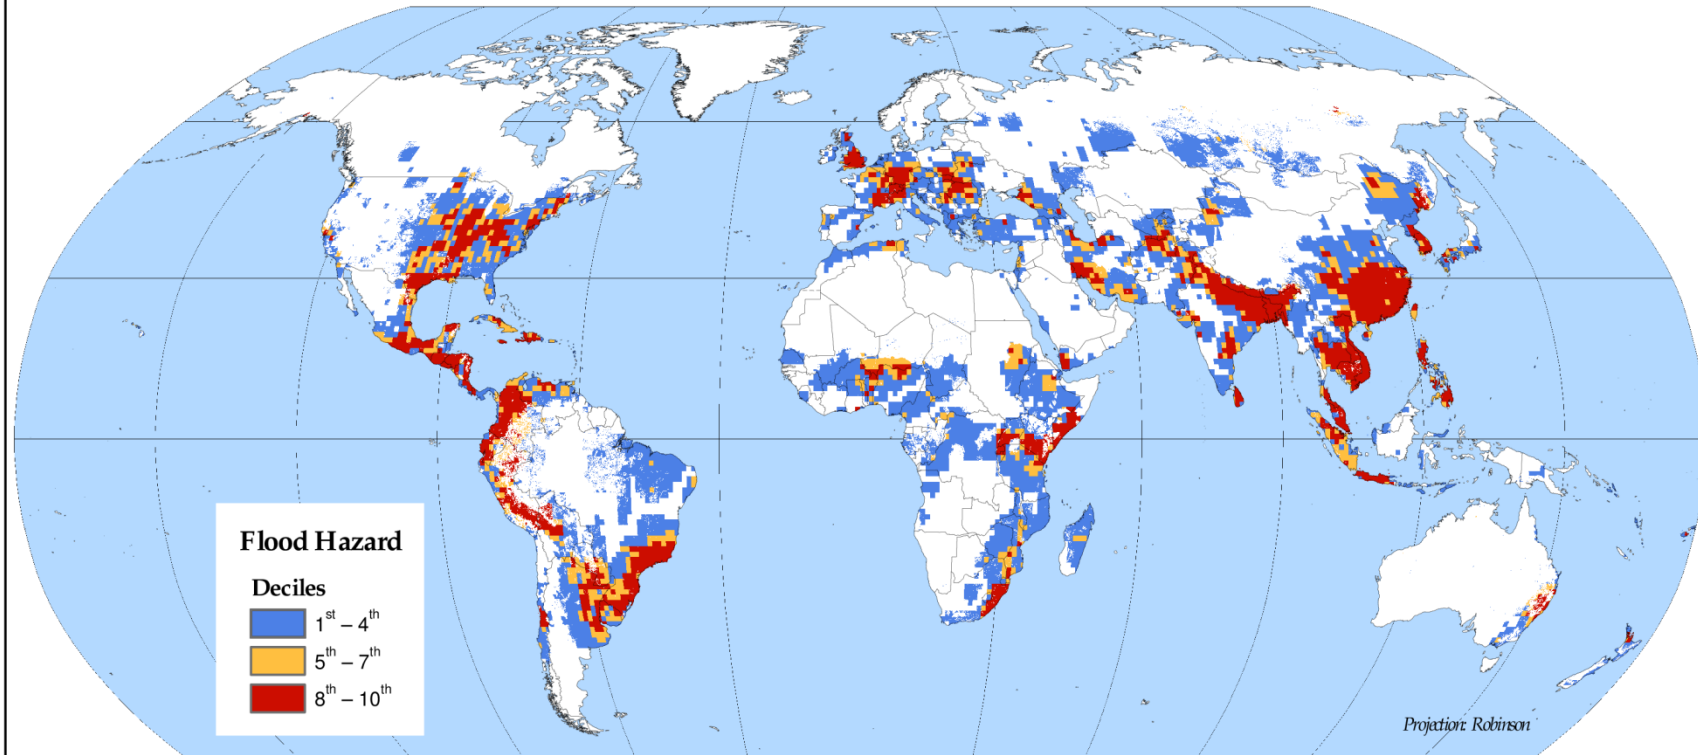 Flood Hazard
Deciles
1st – 4th
5th – 7th
8th – 10th
Projection: Robinson